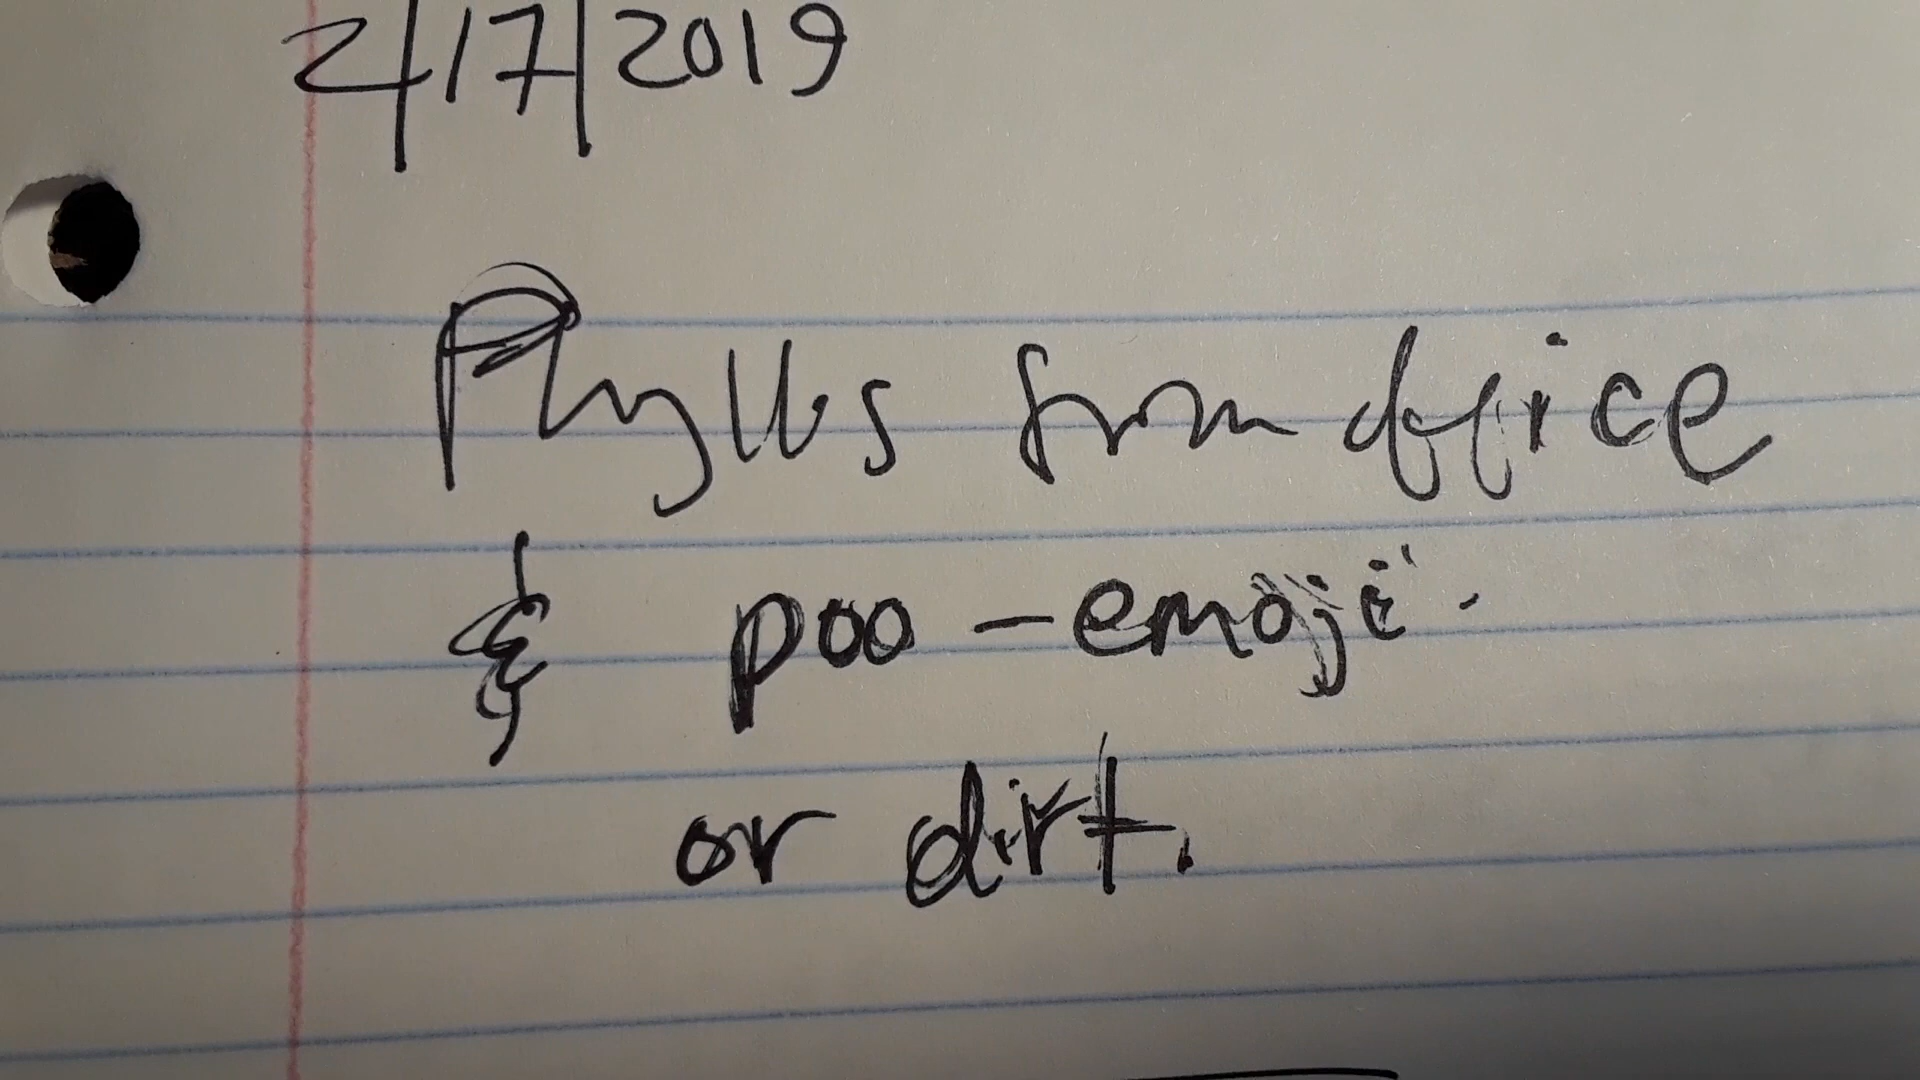 2/17/2019
Phyllis from office
& poo - emoji.
or dirt.